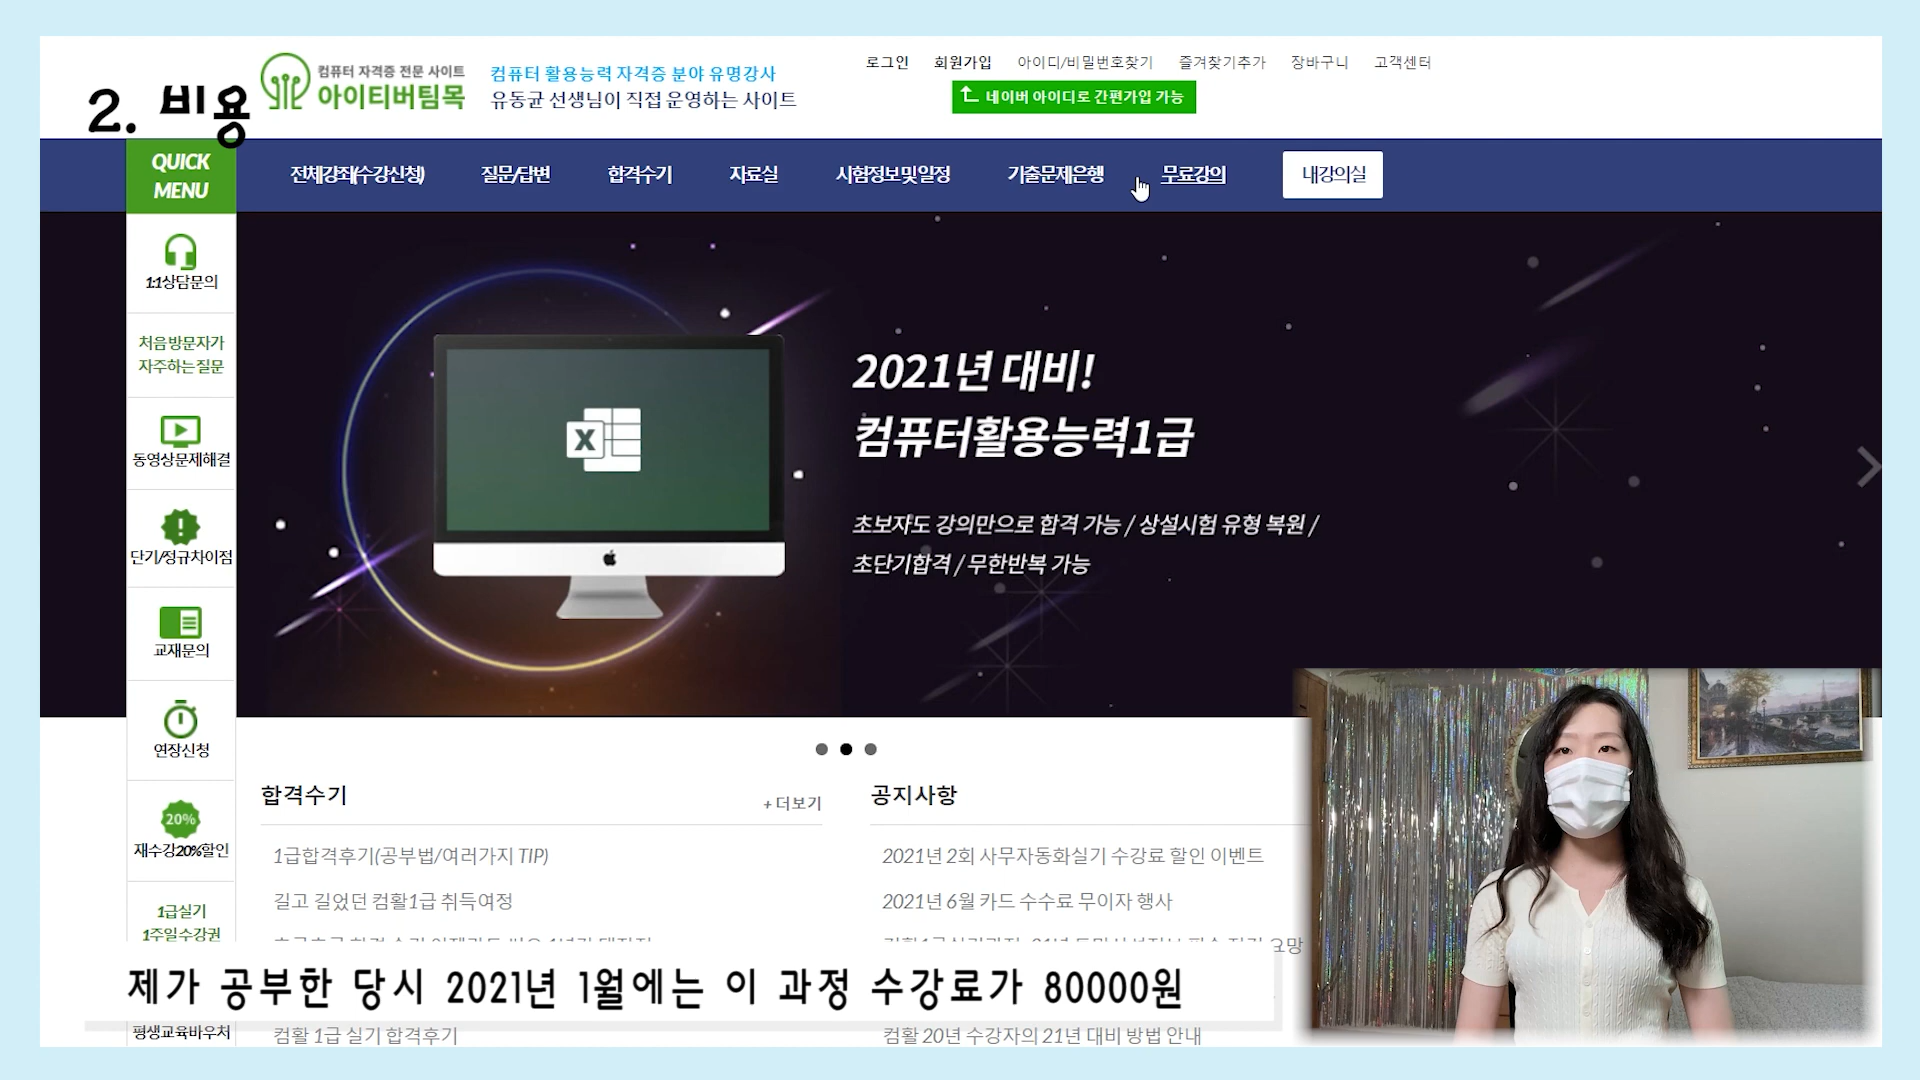 2. 비용
컴퓨터 자격증 전문 사이트
아이티버팀목
컴퓨터 활용능력 자격증 분야 유명강사
유동균 선생님이 직접 운영하는 사이트
로그인 회원가입 아이디/비밀번호찾기 즐겨찾기추가 장바구니 고객센터
네이버 아이디로 간편가입 가능
QUICK
MENU
전체강좌(수강신청) 질문/답변 합격수기 자료실 시험정보및일정 기출문제은행 무료강의 내강의실
1:1상담문의
처음방문자가
자주하는질문
동영상문제해결
단기/정규차이점
교재문의
연장신청
20%
재수강20%할인
1급실기
1주일수강권
평생교육바우처
X
2021년 대비!
컴퓨터활용능력1급
초보자도 강의만으로 합격 가능 / 상설시험 유형 복원 /
초단기합격 / 무한반복 가능
합격수기
+ 더보기
1급합격후기(공부법/여러가지 TIP)
길고 길었던 컴활1급 취득여정
컴활 1급 실기 합격후기
공지사항
2021년 2회 사무자동화실기 수강료 할인 이벤트
2021년 6월 카드 수수료 무이자 행사
컴활 20년 수강자의 21년 대비 방법 안내
제가 공부한 당시 2021년 1월에는 이 과정 수강료가 80000원